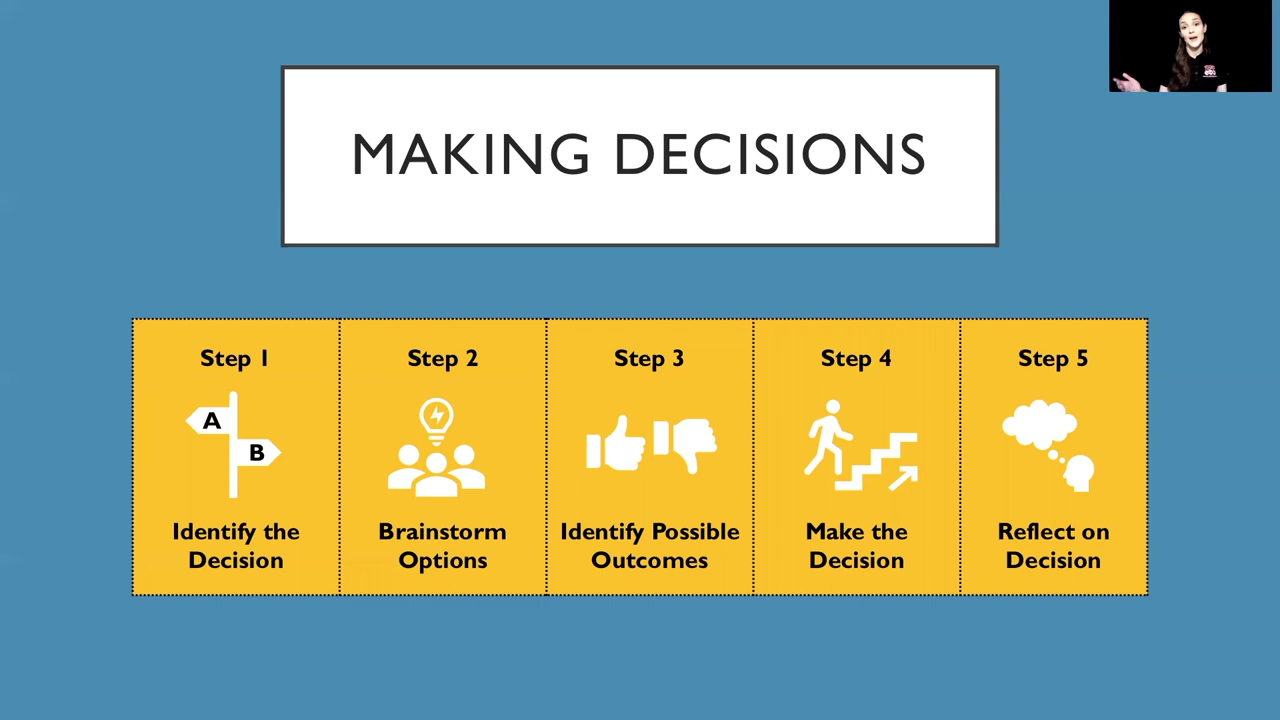 MAKING DECISIONS
Step 1
A
B
Identify the
Decision
Step 2
Brainstorm
Options
Step 3
Identify Possible
Outcomes
Step 4
Make the
Decision
Step 5
Reflect on
Decision